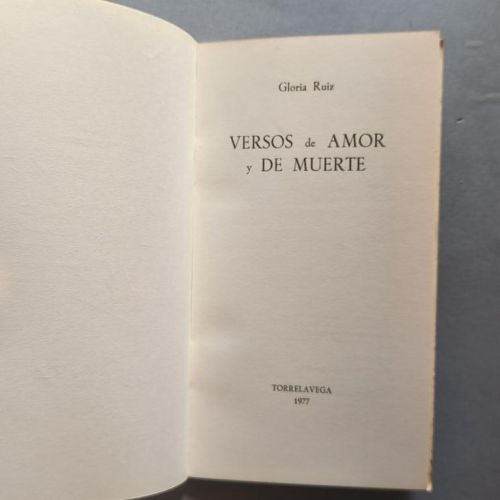 Gloria Ruiz
VERSOS de AMOR
y DE MUERTE
TORRELAVEGA
1977